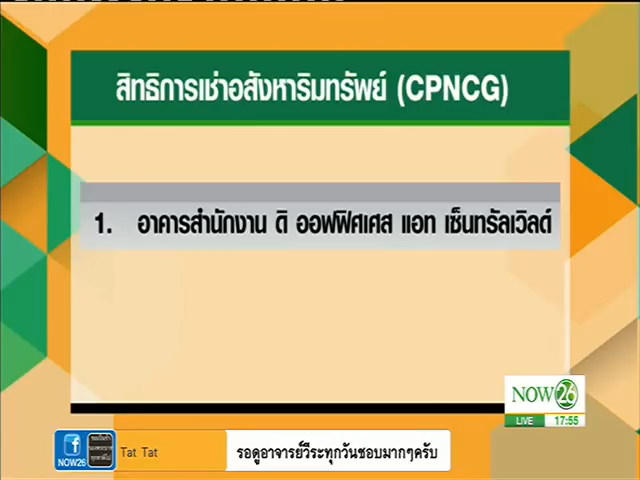 สิทธิการเช่าอสังหาริมทรัพย์ (CPNCG)
1. อาคารสำนักงาน ดิ ออฟฟิศเศส แอท เซ็นทรัลเวิลด์
NOW 26
LIVE 17:55
NOW26
Tat Tat
รอดูอาจารย์วีระทุกวันชอบมากๆครับ